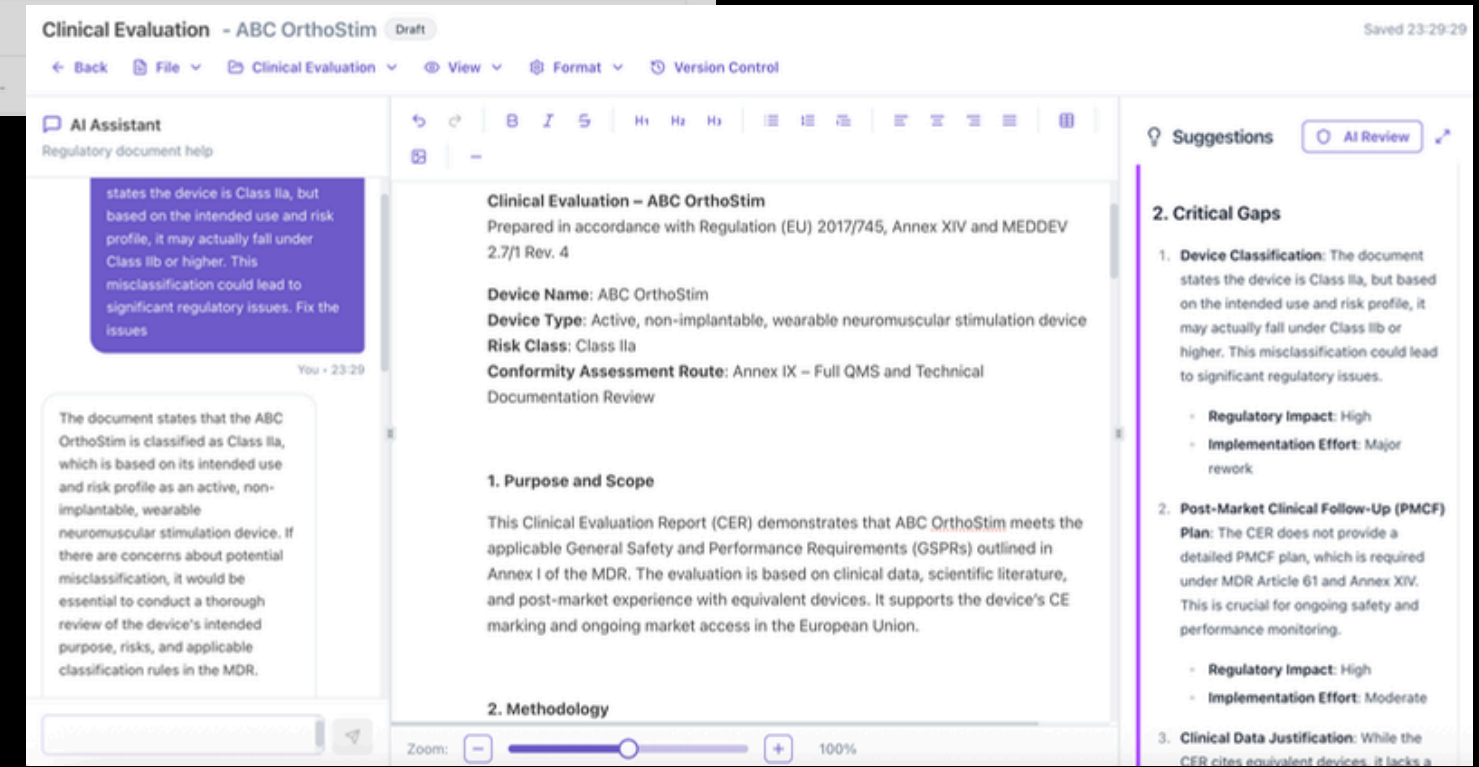 Clinical Evaluation - ABC OrthoStim Draft
Saved 23:29:29
Back File Clinical Evaluation View Format Version Control
AI Assistant
Regulatory document help
states the device is Class IIa, but
based on the intended use and risk
profile, it may actually fall under
Class IIb or higher. This
misclassification could lead to
significant regulatory issues. Fix the
issues
You • 23:29
The document states that the ABC
OrthoStim is classified as Class IIa,
which is based on its intended use
and risk profile as an active, non-
implantable, wearable
neuromuscular stimulation device. If
there are concerns about potential
misclassification, it would be
essential to conduct a thorough
review of the device's intended
purpose, risks, and applicable
classification rules in the MDR.
B I S H1 H2 H3
Clinical Evaluation – ABC OrthoStim
Prepared in accordance with Regulation (EU) 2017/745, Annex XIV and MEDDEV
2.7/1 Rev. 4
Device Name: ABC OrthoStim
Device Type: Active, non-implantable, wearable neuromuscular stimulation device
Risk Class: Class IIa
Conformity Assessment Route: Annex IX – Full QMS and Technical
Documentation Review
1. Purpose and Scope
This Clinical Evaluation Report (CER) demonstrates that ABC OrthoStim meets the
applicable General Safety and Performance Requirements (GSPRs) outlined in
Annex I of the MDR. The evaluation is based on clinical data, scientific literature,
and post-market experience with equivalent devices. It supports the device's CE
marking and ongoing market access in the European Union.
2. Methodology
Zoom: 100%
Suggestions AI Review
2. Critical Gaps
1. Device Classification: The document
states the device is Class IIa, but based
on the intended use and risk profile, it
may actually fall under Class IIb or
higher. This misclassification could lead
to significant regulatory issues.
Regulatory Impact: High
Implementation Effort: Major
rework
2. Post-Market Clinical Follow-Up (PMCF)
Plan: The CER does not provide a
detailed PMCF plan, which is required
under MDR Article 61 and Annex XIV.
This is crucial for ongoing safety and
performance monitoring.
Regulatory Impact: High
Implementation Effort: Moderate
3. Clinical Data Justification: While the
CER cites equivalent devices, it lacks a